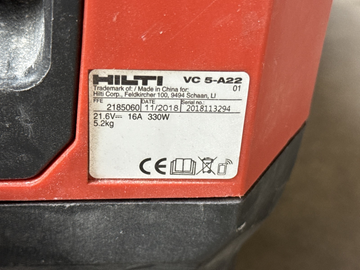 HILTI VC 5-A22
Trademark of: / Made in China for: 01
Hilti Corp., Feldkircher 100, 9494 Schaan, LI
FFE DATE SERIAL NO.
2185060 11/2018 2018113294
21.6V⎓ 16A 330W
5.2kg
CE